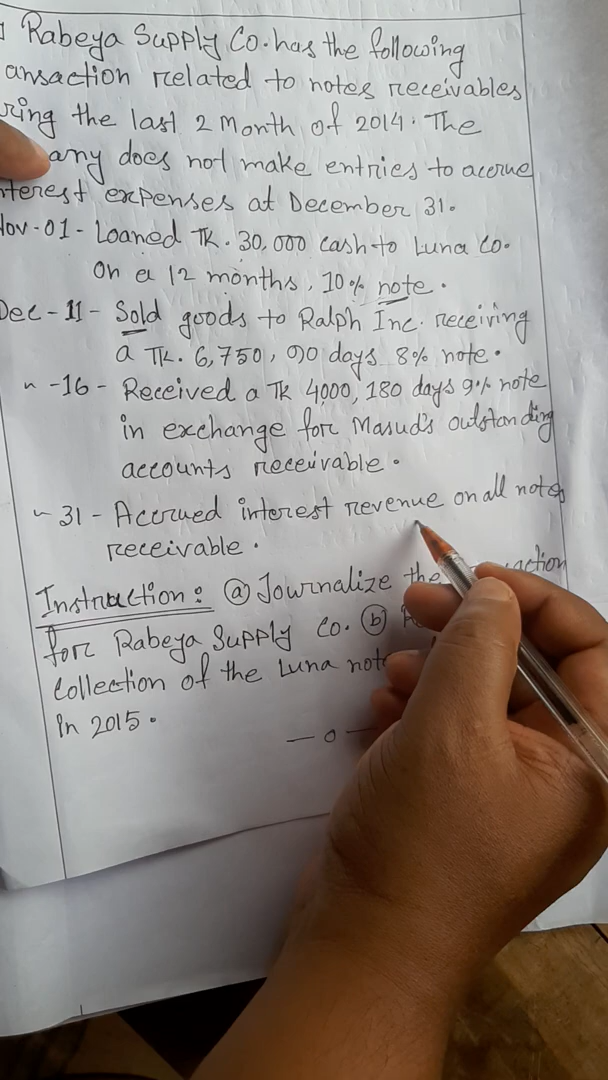 Rabeya Supply Co. has the following
ansaction related to notes receivables
ring the last 2 Month of 2014. The
any does not make entries to accrue
nterest expenses at December 31.
Nov-01- Loaned TK. 30,000 cash to Luna Co.
On a 12 months, 10% note.
Dec-11- Sold goods to Ralph Inc. receiving
a TK. 6,750, 90 days 8% note.
" -16- Received a TK 4000, 180 days 9% note
in exchange for Masud's outstanding
accounts receivable.
" 31- Accrued interest revenue on all notes
receivable.
Instruction: (a) Journalize the action
for Rabeya Supply Co. (b)
Collection of the Luna note
in 2015.
— 0 —